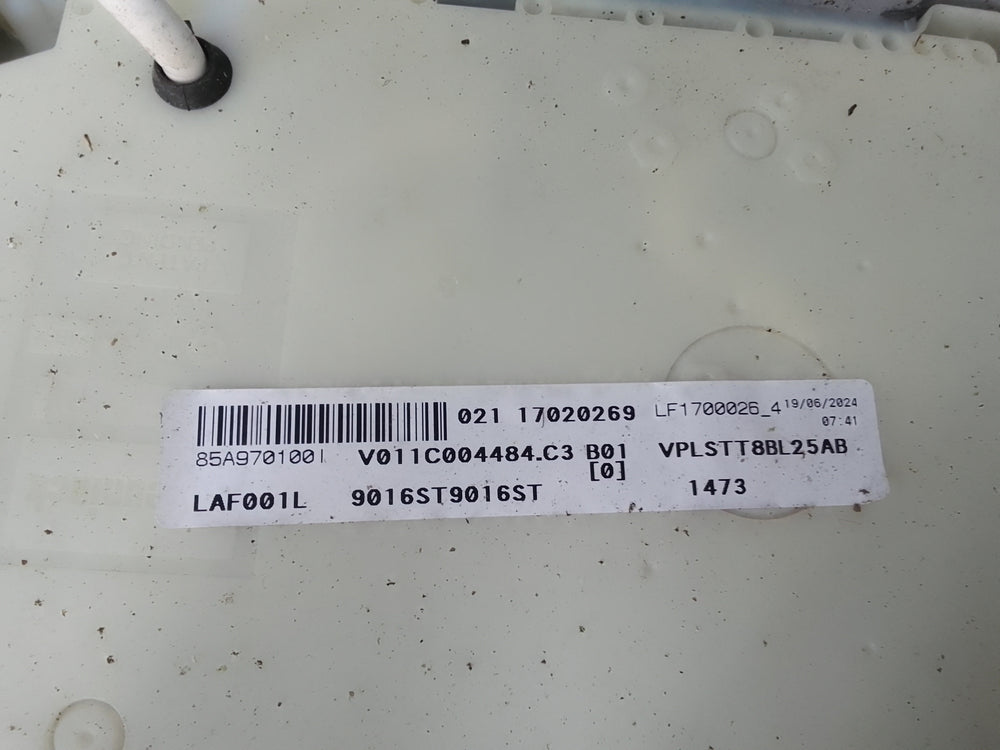 021 17020269 LF1700026_4 19/06/2024
07:41
85A970100I V011C004484.C3 B01 VPLSTT8BL25AB
[0]
LAF001L 9016ST9016ST 1473